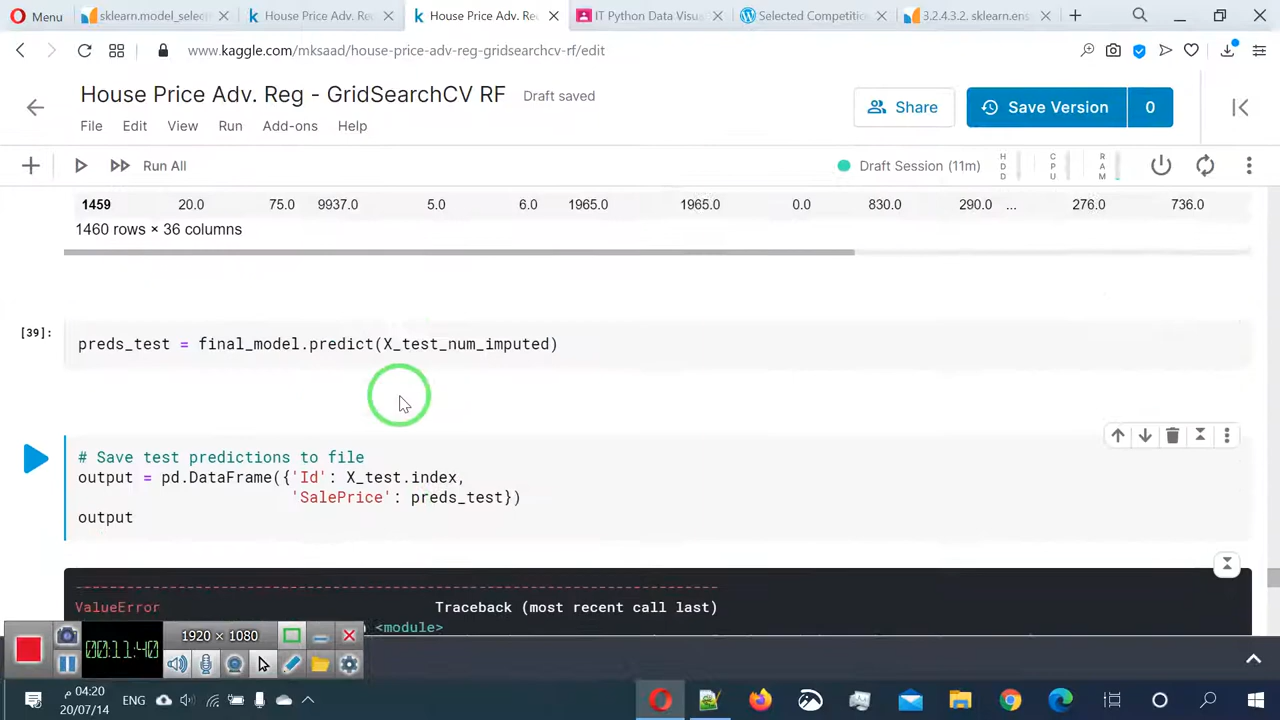 Menu
sklearn.model_selec
House Price Adv. Re
House Price Adv. Re
IT Python Data Visual
Selected Competitio
3.2.4.3.2. sklearn.ens
www.kaggle.com/mksaad/house-price-adv-reg-gridsearchcv-rf/edit
House Price Adv. Reg - GridSearchCV RF
Draft saved
Share
Save Version
0
File
Edit
View
Run
Add-ons
Help
Run All
Draft Session (11m)
HDD
CPU
RAM
1459 20.0 75.0 9937.0 5.0 6.0 1965.0 1965.0 0.0 830.0 290.0 ... 276.0 736.0
1460 rows × 36 columns
[39]:
preds_test = final_model.predict(X_test_num_imputed)
# Save test predictions to file
output = pd.DataFrame({'Id': X_test.index,
'SalePrice': preds_test})
output
ValueError Traceback (most recent call last)
<module>
00:11:40
1920 × 1080
ENG
04:20 م
20/07/14